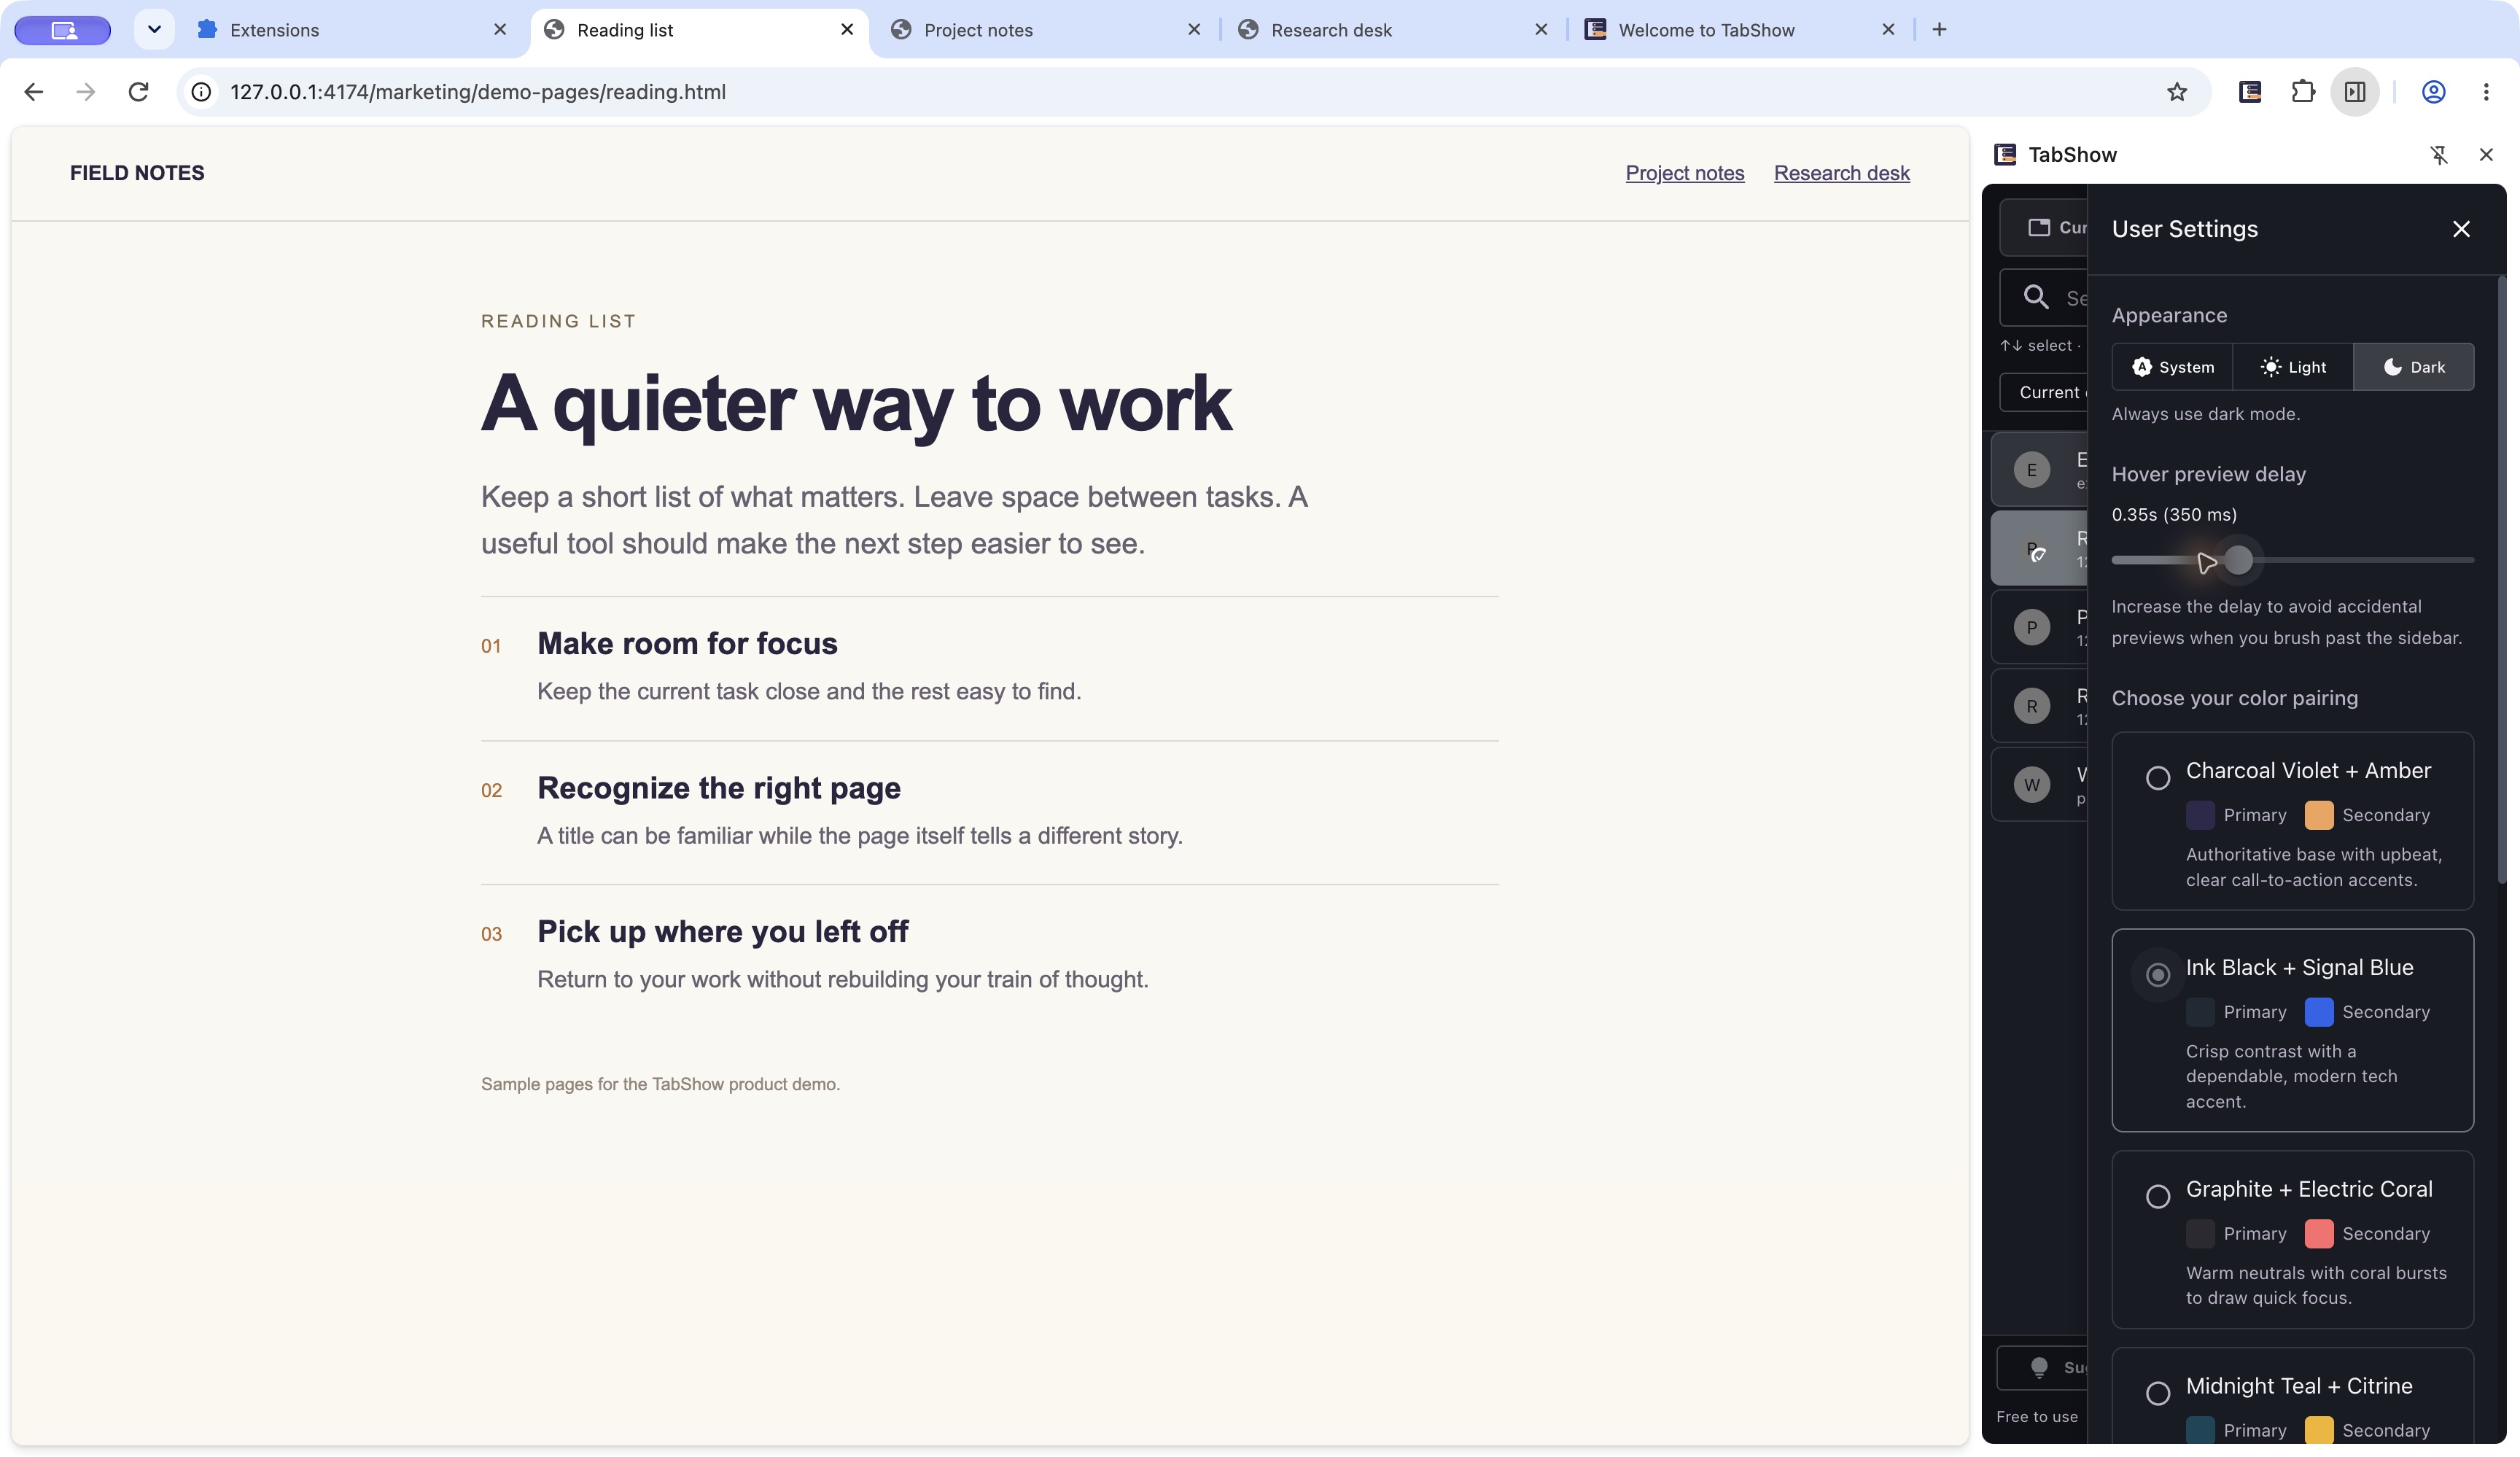 Extensions
Reading list
Project notes
Research desk
Welcome to TabShow
127.0.0.1:4174/marketing/demo-pages/reading.html
FIELD NOTES
Project notes
Research desk
READING LIST
A quieter way to work
Keep a short list of what matters. Leave space between tasks. A
useful tool should make the next step easier to see.
01
Make room for focus
Keep the current task close and the rest easy to find.
02
Recognize the right page
A title can be familiar while the page itself tells a different story.
03
Pick up where you left off
Return to your work without rebuilding your train of thought.
Sample pages for the TabShow product demo.
TabShow
↑↓ select ·
Current
E
P
R
W
Free to use
User Settings
Appearance
System
Light
Dark
Always use dark mode.
Hover preview delay
0.35s (350 ms)
Increase the delay to avoid accidental
previews when you brush past the sidebar.
Choose your color pairing
Charcoal Violet + Amber
Primary
Secondary
Authoritative base with upbeat,
clear call-to-action accents.
Ink Black + Signal Blue
Primary
Secondary
Crisp contrast with a
dependable, modern tech
accent.
Graphite + Electric Coral
Primary
Secondary
Warm neutrals with coral bursts
to draw quick focus.
Midnight Teal + Citrine
Primary
Secondary